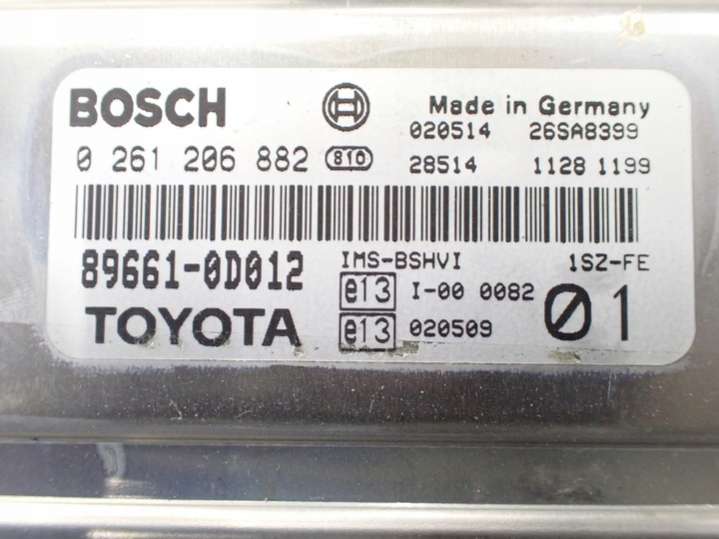 BOSCH Made in Germany
020514 26SA8399
0 261 206 882 810 28514 1128 1199
89661-0D012 IMS-BSHVI 1SZ-FE
TOYOTA e13 I-00 0082 01
e13 020509